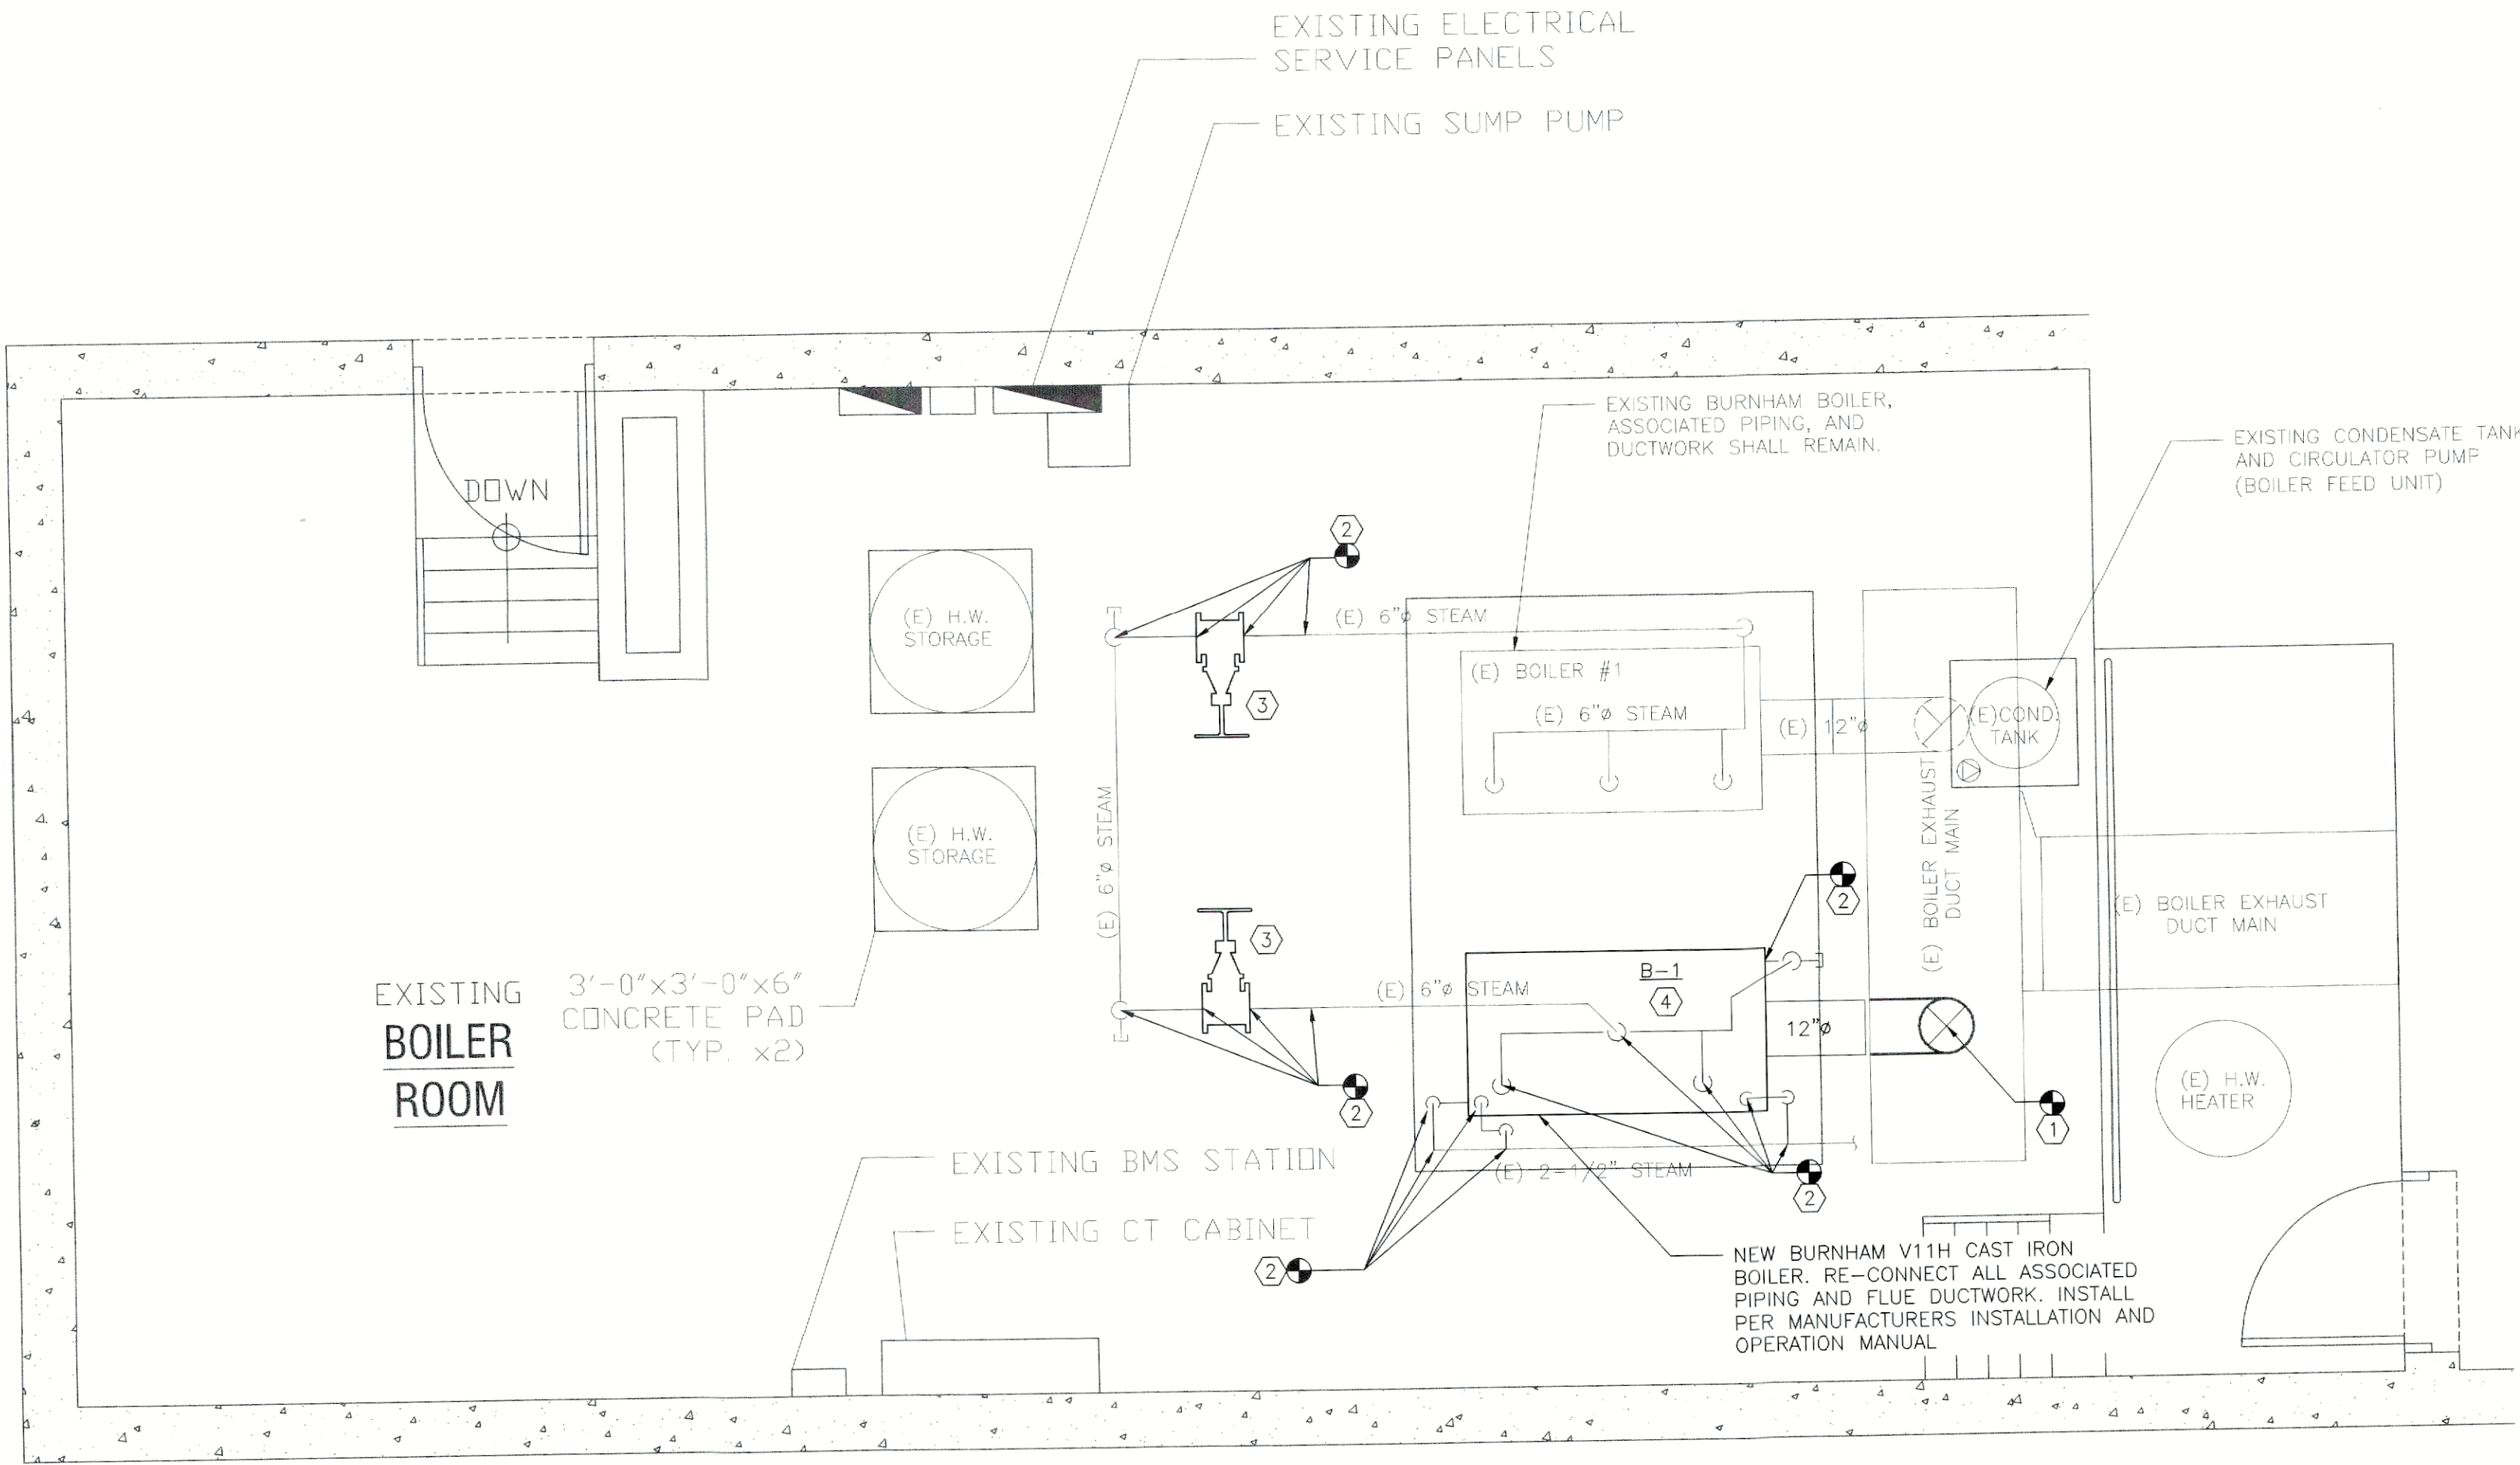 EXISTING ELECTRICAL
SERVICE PANELS
EXISTING SUMP PUMP
EXISTING BURNHAM BOILER,
ASSOCIATED PIPING, AND
DUCTWORK SHALL REMAIN.
EXISTING CONDENSATE TANK
AND CIRCULATOR PUMP
(BOILER FEED UNIT)
DOWN
2
(E) H.W.
STORAGE
(E) 6"ø STEAM
(E) BOILER #1
3
(E) 6"ø STEAM
(E) 12"ø
(E)COND.
TANK
(E) H.W.
STORAGE
(E) 6"ø STEAM
(E) BOILER EXHAUST
DUCT MAIN
2
(E) BOILER EXHAUST
DUCT MAIN
3
B-1
4
(E) 6"ø STEAM
12"ø
EXISTING
BOILER
ROOM
3'-0"x3'-0"x6"
CONCRETE PAD
(TYP. x2)
(E) H.W.
HEATER
2
1
EXISTING BMS STATION
(E) 2-1/2" STEAM
2
EXISTING CT CABINET
2
NEW BURNHAM V11H CAST IRON
BOILER. RE-CONNECT ALL ASSOCIATED
PIPING AND FLUE DUCTWORK. INSTALL
PER MANUFACTURERS INSTALLATION AND
OPERATION MANUAL